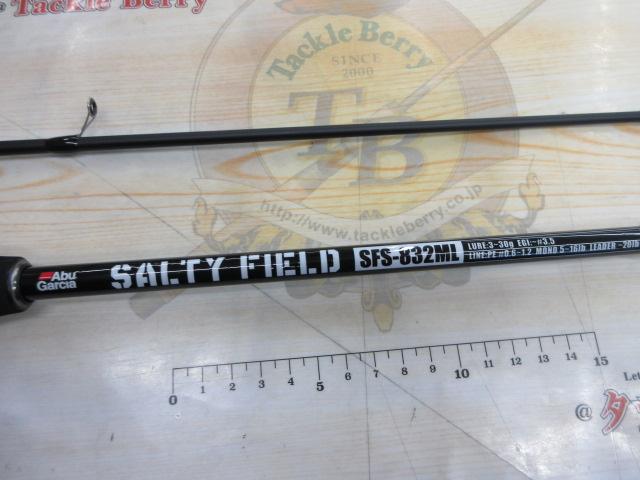 Tackle Berry
Tackle Berry
SINCE
2000
TB
http://www.tackleberry.co.jp
Abu
Garcia
SALTY FIELD
SFS-832ML
LURE:3-30g EGI:~#3.5
LINE:PE#0.6-1.2 MONO.5-16lb LEADER ~20lb
0 1 2 3 4 5 6 7 8 9 10 11 12 13 14 15
Let
@タ